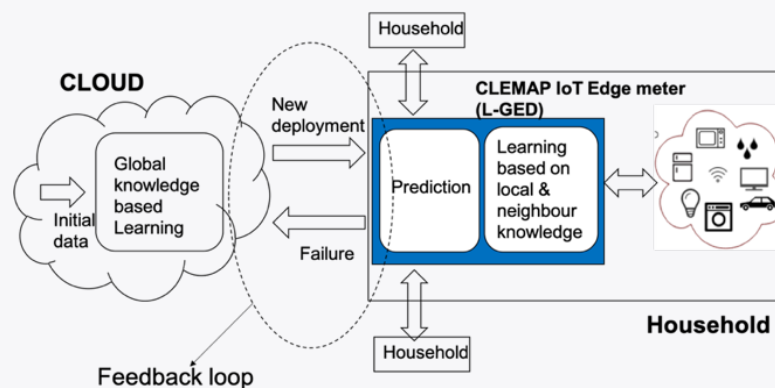 Household
CLOUD
CLEMAP IoT Edge meter
(L-GED)
New
deployment
Global
knowledge
based
Learning
Initial
data
Prediction
Learning
based on
local &
neighbour
knowledge
Failure
Household
Household
Feedback loop